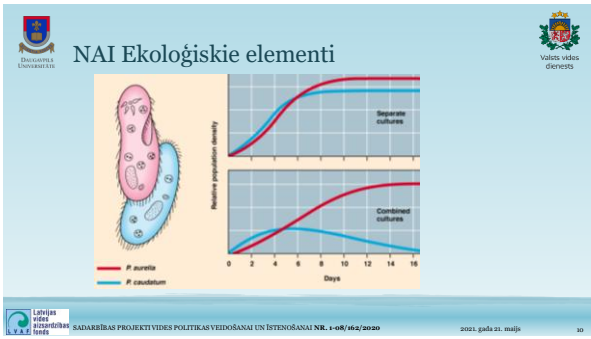 DAUGAVPILS
UNIVERSITĀTE
NAI Ekoloģiskie elementi
Valsts vides
dienests
Relative population density
Separate
cultures
Combined
cultures
0 2 4 6 8 10 12 14 16
Days
P. aurelia
P. caudatum
Latvijas
vides
aizsardzības
fonds
LVAF
SADARBĪBAS PROJEKTI VIDES POLITIKAS VEIDOŠANAI UN ĪSTENOŠANAI NR. 1-08/162/2020
2021. gada 21. maijs
10